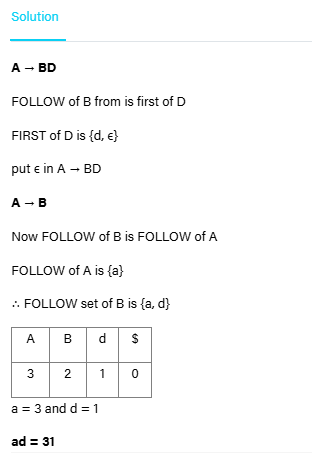 Solution
A → BD
FOLLOW of B from is first of D
FIRST of D is {d, ϵ}
put ϵ in A → BD
A → B
Now FOLLOW of B is FOLLOW of A
FOLLOW of A is {a}
∴ FOLLOW set of B is {a, d}
A B d $
3 2 1 0
a = 3 and d = 1
ad = 31